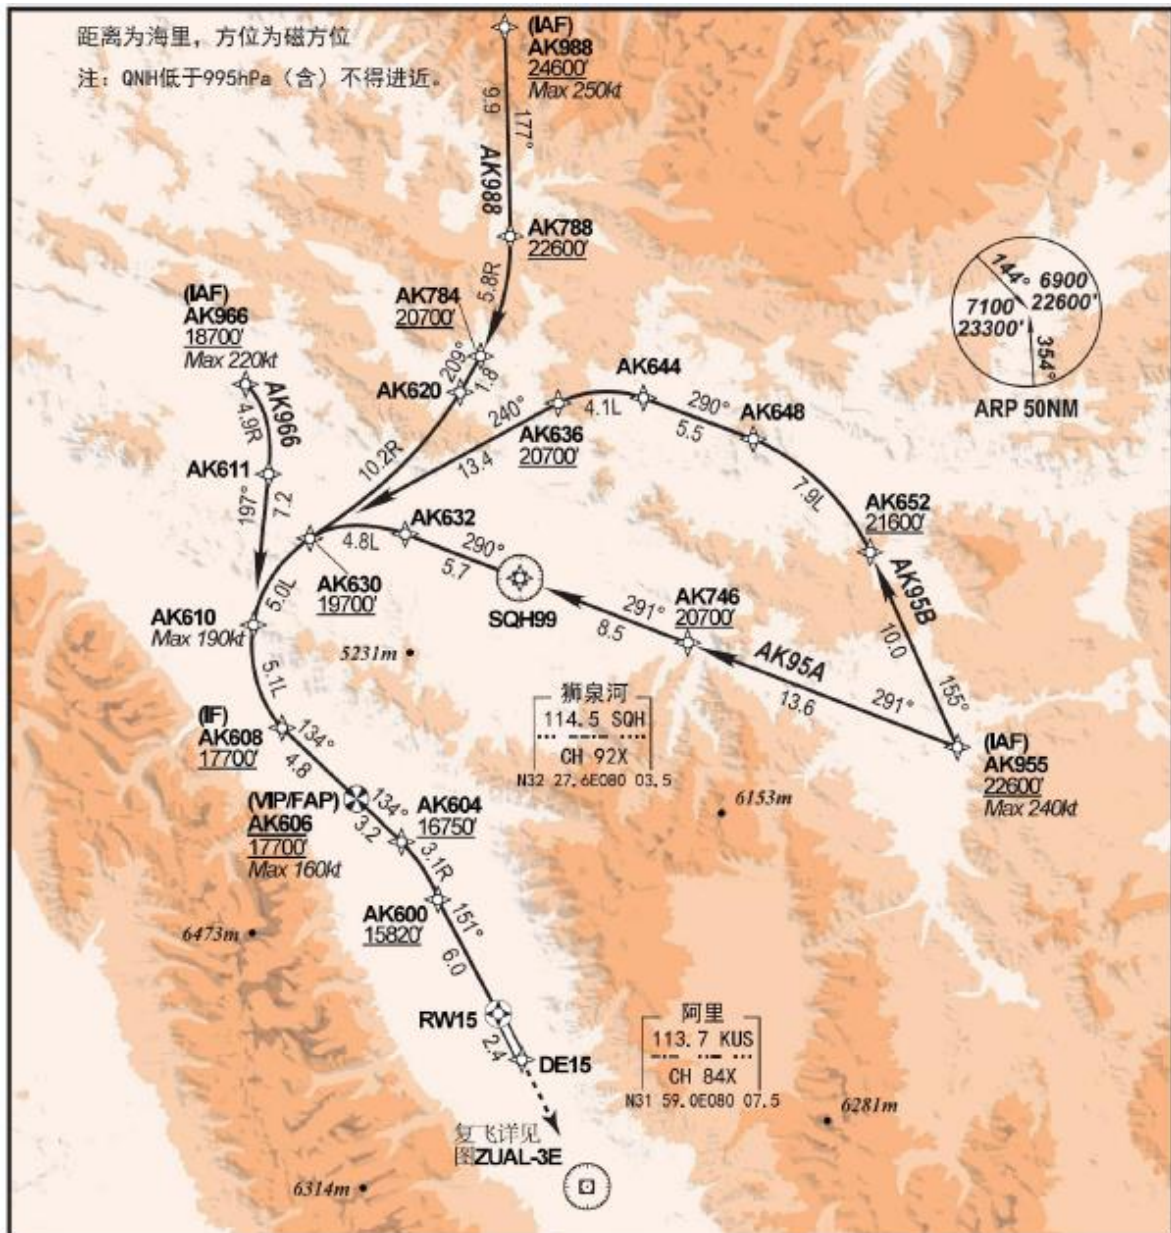 距离为海里，方位为磁方位
注：QNH低于995hPa（含）不得进近。
(IAF)
AK988
24600'
Max 250kt
9.9
177°
AK988
AK788
22600'
5.8R
AK784
20700'
209°
1.8
AK620
10.2R
(IAF)
AK966
18700'
Max 220kt
AK966
4.9R
AK611
197°
7.2
144°
6900
22600'
7100
23300'
354°
ARP 50NM
AK644
4.1L
290°
5.5
AK648
240°
13.4
AK636
20700'
7.9L
AK652
21600'
AK95B
10.0
155°
AK632
4.8L
290°
5.7
AK630
19700'
SQH99
AK746
20700'
291°
8.5
AK95A
291°
13.6
(IAF)
AK955
22600'
Max 240kt
5.0L
AK610
Max 190kt
5231m
5.1L
(IF)
AK608
17700'
134°
4.8
狮泉河
114.5 SQH
CH 92X
N32 27.6E080 03.5
6153m
(VIP/FAP)
AK606
17700'
Max 160kt
134°
3.2
AK604
16750'
3.1R
AK600
15820'
151°
6.0
6473m
RW15
2.4
DE15
阿里
113.7 KUS
CH 84X
N31 59.0E080 07.5
6281m
复飞详见
图ZUAL-3E
6314m